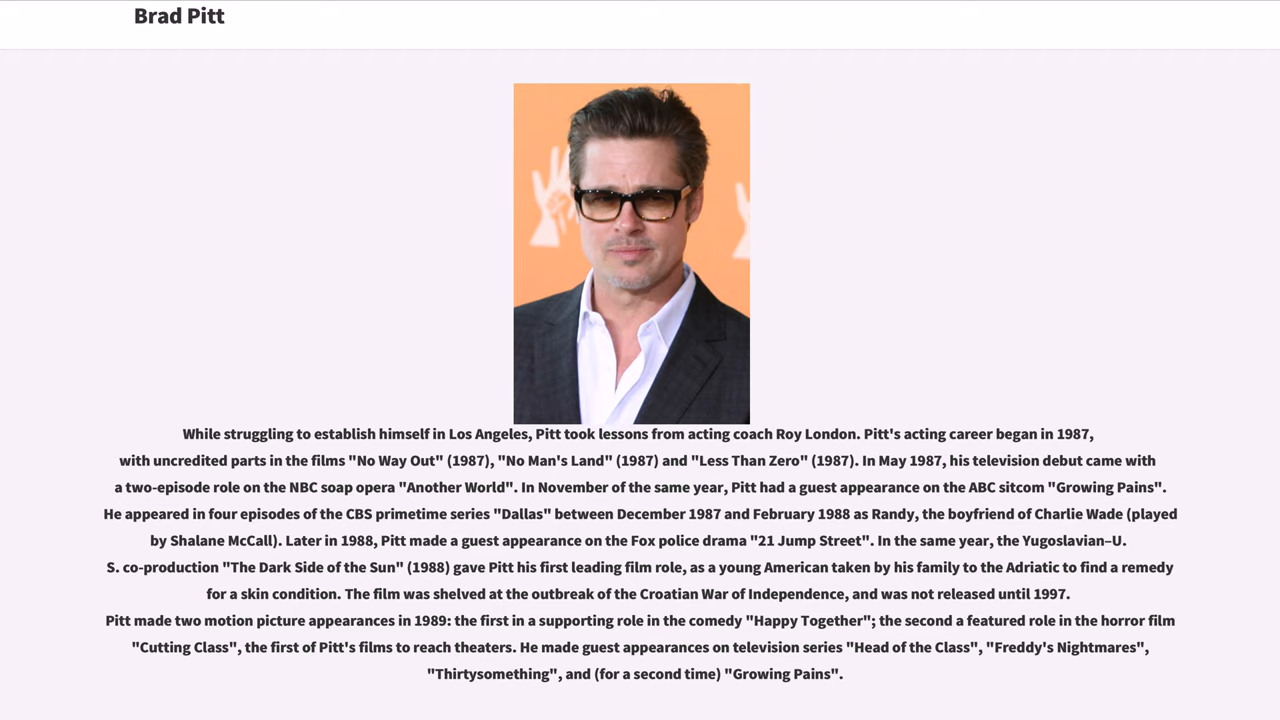 Brad Pitt
While struggling to establish himself in Los Angeles, Pitt took lessons from acting coach Roy London. Pitt's acting career began in 1987,
with uncredited parts in the films "No Way Out" (1987), "No Man's Land" (1987) and "Less Than Zero" (1987). In May 1987, his television debut came with
a two-episode role on the NBC soap opera "Another World". In November of the same year, Pitt had a guest appearance on the ABC sitcom "Growing Pains".
He appeared in four episodes of the CBS primetime series "Dallas" between December 1987 and February 1988 as Randy, the boyfriend of Charlie Wade (played
by Shalane McCall). Later in 1988, Pitt made a guest appearance on the Fox police drama "21 Jump Street". In the same year, the Yugoslavian–U.
S. co-production "The Dark Side of the Sun" (1988) gave Pitt his first leading film role, as a young American taken by his family to the Adriatic to find a remedy
for a skin condition. The film was shelved at the outbreak of the Croatian War of Independence, and was not released until 1997.
Pitt made two motion picture appearances in 1989: the first in a supporting role in the comedy "Happy Together"; the second a featured role in the horror film
"Cutting Class", the first of Pitt's films to reach theaters. He made guest appearances on television series "Head of the Class", "Freddy's Nightmares",
"Thirtysomething", and (for a second time) "Growing Pains".